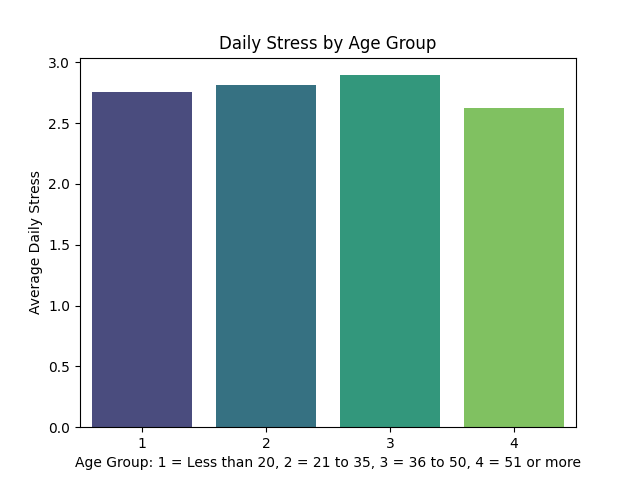 Daily Stress by Age Group
3.0
2.5
2.0
1.5
1.0
0.5
0.0
Average Daily Stress
1 2 3 4
Age Group: 1 = Less than 20, 2 = 21 to 35, 3 = 36 to 50, 4 = 51 or more